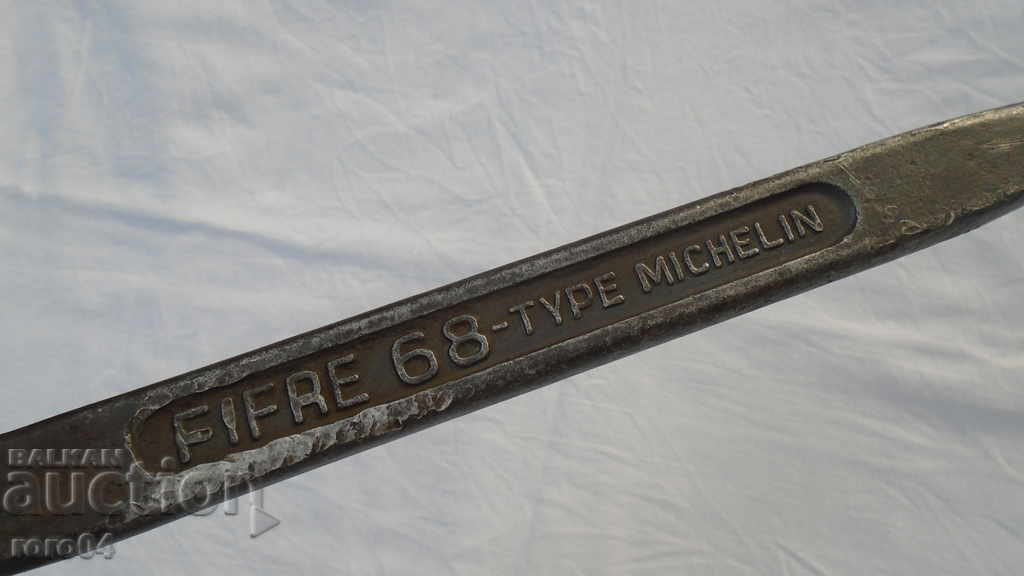 FIFRE 68-TYPE MICHELIN
BALKAN
auction
roro04